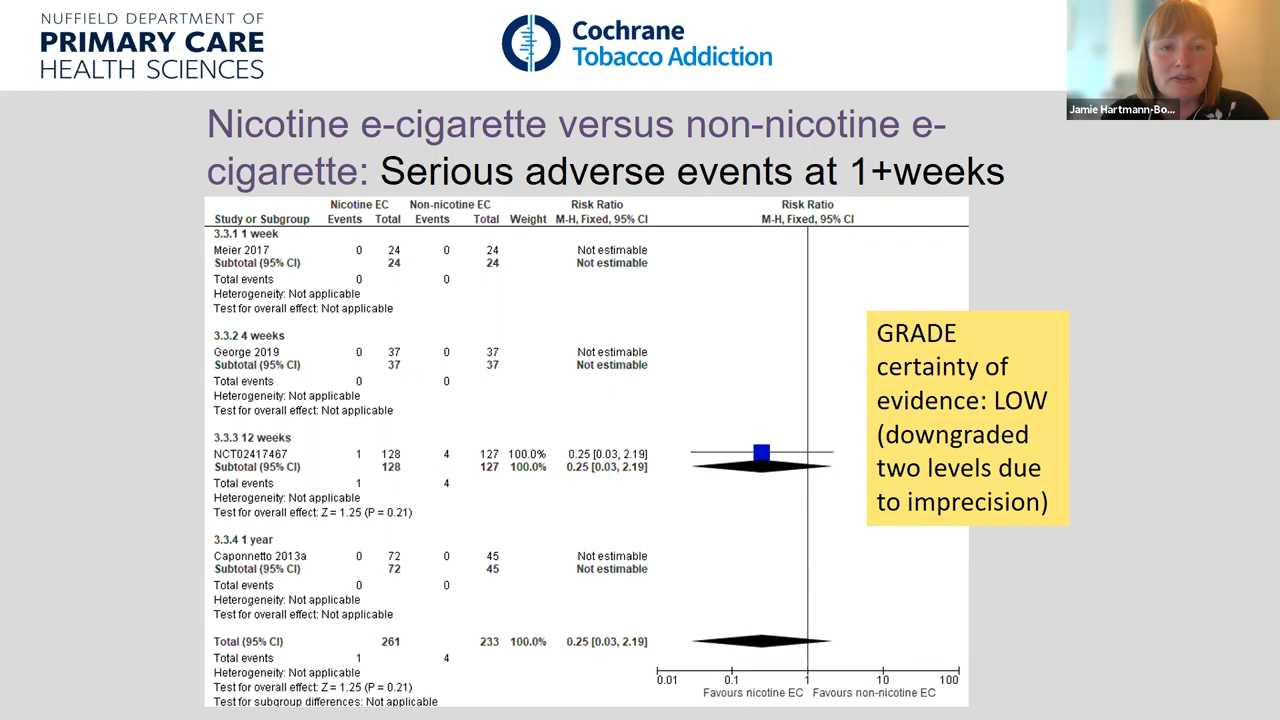 NUFFIELD DEPARTMENT OF
PRIMARY CARE
HEALTH SCIENCES
Cochrane
Tobacco Addiction
Jamie Hartmann-Bo...
Nicotine e-cigarette versus non-nicotine e-
cigarette: Serious adverse events at 1+weeks
Nicotine EC Non-nicotine EC Risk Ratio Risk Ratio
Study or Subgroup Events Total Events Total Weight M-H, Fixed, 95% CI M-H, Fixed, 95% CI
3.3.1 1 week
Meier 2017 0 24 0 24 Not estimable
Subtotal (95% CI) 24 24 Not estimable
Total events 0 0
Heterogeneity: Not applicable
Test for overall effect: Not applicable
3.3.2 4 weeks
George 2019 0 37 0 37 Not estimable
Subtotal (95% CI) 37 37 Not estimable
Total events 0 0
Heterogeneity: Not applicable
Test for overall effect: Not applicable
3.3.3 12 weeks
NCT02417467 1 128 4 127 100.0% 0.25 [0.03, 2.19]
Subtotal (95% CI) 128 127 100.0% 0.25 [0.03, 2.19]
Total events 1 4
Heterogeneity: Not applicable
Test for overall effect: Z = 1.25 (P = 0.21)
3.3.4 1 year
Caponnetto 2013a 0 72 0 45 Not estimable
Subtotal (95% CI) 72 45 Not estimable
Total events 0 0
Heterogeneity: Not applicable
Test for overall effect: Not applicable
Total (95% CI) 261 233 100.0% 0.25 [0.03, 2.19]
Total events 1 4
Heterogeneity: Not applicable
Test for overall effect: Z = 1.25 (P = 0.21)
Test for subgroup differences: Not applicable
0.01 0.1 1 10 100
Favours nicotine EC Favours non-nicotine EC
GRADE
certainty of
evidence: LOW
(downgraded
two levels due
to imprecision)